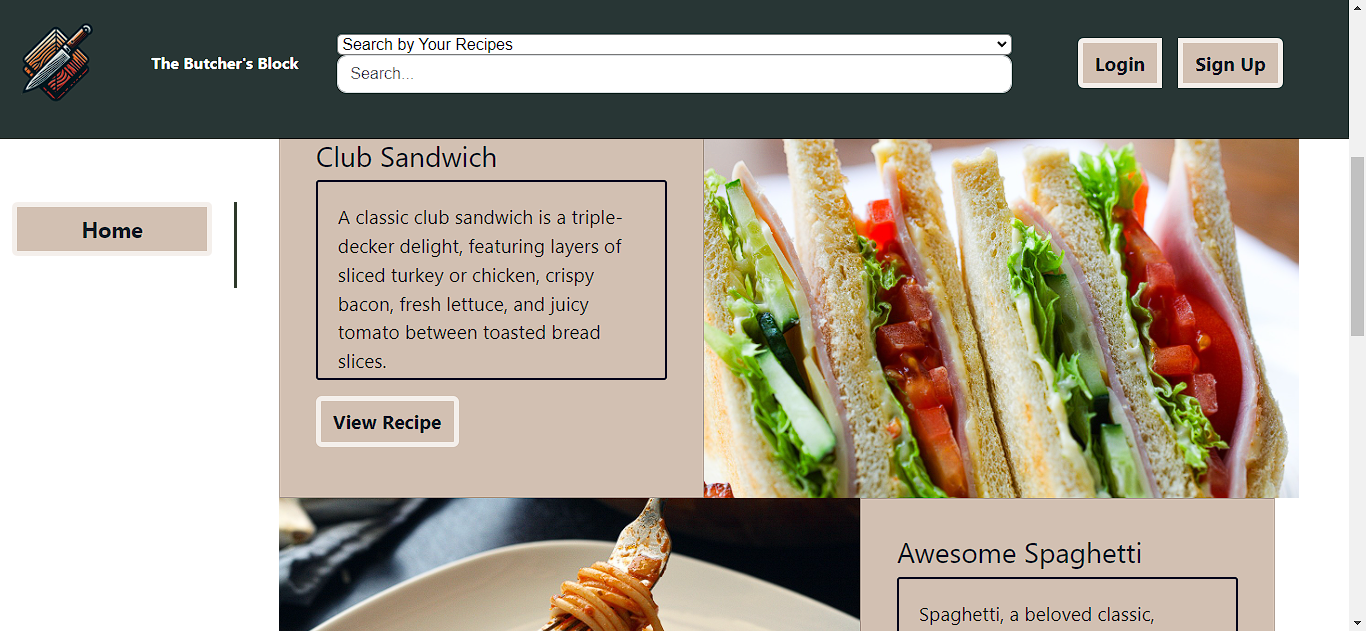 The Butcher's Block
Search by Your Recipes
Search...
Login
Sign Up
Home
Club Sandwich
A classic club sandwich is a triple-
decker delight, featuring layers of
sliced turkey or chicken, crispy
bacon, fresh lettuce, and juicy
tomato between toasted bread
slices.
View Recipe
Awesome Spaghetti
Spaghetti, a beloved classic,